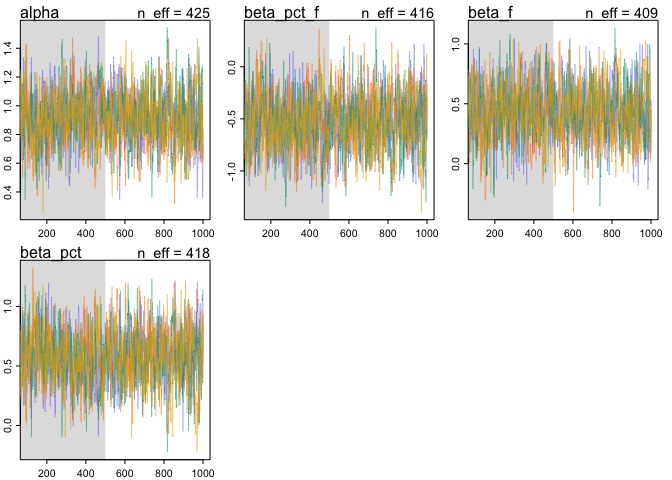 alpha n_eff = 425
0.4 0.6 0.8 1.0 1.2 1.4
200 400 600 800 1000
beta_pct_f n_eff = 416
-1.0 -0.5 0.0
200 400 600 800 1000
beta_f n_eff = 409
0.0 0.5 1.0
200 400 600 800 1000
beta_pct n_eff = 418
0.0 0.5 1.0
200 400 600 800 1000